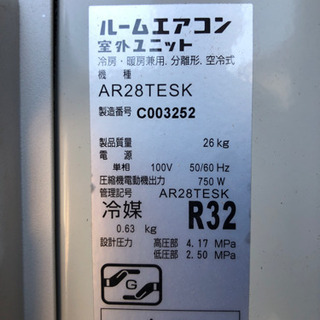 ルームエアコン
室外ユニット
冷房・暖房兼用, 分離形, 空冷式
機 種
AR28TESK
製造番号 C003252
製品質量 26 kg
電 源
単相 100V 50/60 Hz
圧縮機電動機出力 750 W
管理記号 AR28TESK
冷媒 R32
0.63 kg
設計圧力 高圧部 4.17 MPa
低圧部 2.50 MPa
G